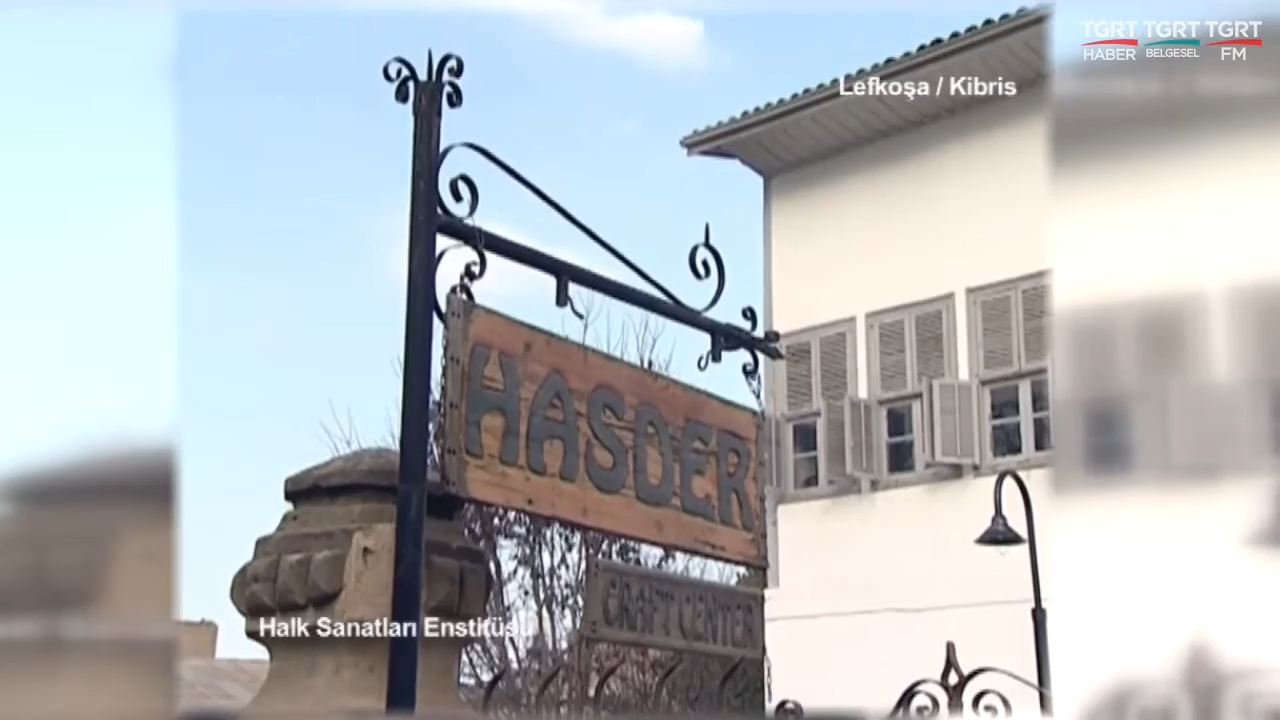 TGRT HABER
TGRT BELGESEL
TGRT FM
Lefkoşa / Kibris
HASDER
CRAFT CENTER
Halk Sanatları Enstitüsü